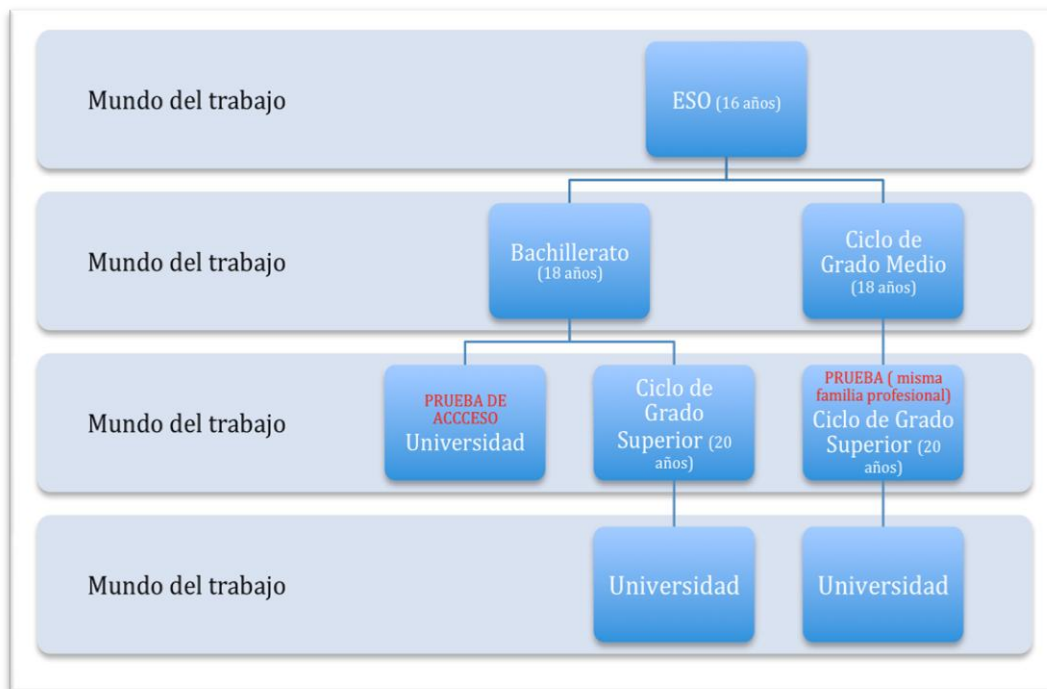 Mundo del trabajo
ESO (16 años)
Mundo del trabajo
Bachillerato
(18 años)
Ciclo de
Grado Medio
(18 años)
Mundo del trabajo
PRUEBA DE
ACCCESO
Universidad
Ciclo de
Grado
Superior (20
años)
PRUEBA ( misma
familia profesional)
Ciclo de Grado
Superior (20
años)
Mundo del trabajo
Universidad
Universidad